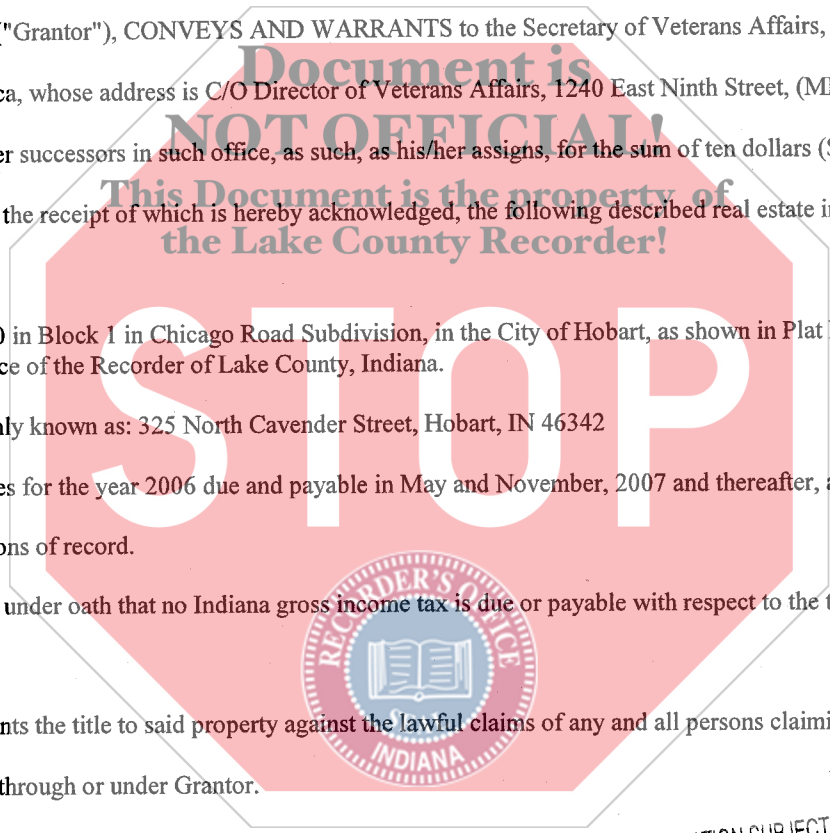 ("Grantor"), CONVEYS AND WARRANTS to the Secretary of Veterans Affairs,
Document is
ca, whose address is C/O Director of Veterans Affairs, 1240 East Ninth Street, (M
NOT OFFICIAL!
er successors in such office, as such, as his/her assigns, for the sum of ten dollars (
This Document is the property of
the receipt of which is hereby acknowledged, the following described real estate i
the Lake County Recorder!
STOP
0 in Block 1 in Chicago Road Subdivision, in the City of Hobart, as shown in Plat
ce of the Recorder of Lake County, Indiana.
ly known as: 325 North Cavender Street, Hobart, IN 46342
es for the year 2006 due and payable in May and November, 2007 and thereafter, a
ons of record.
RECORDER'S OFFICE
under oath that no Indiana gross income tax is due or payable with respect to the t
nts the title to said property against the lawful claims of any and all persons claimi
INDIANA
through or under Grantor.
SUBJECT